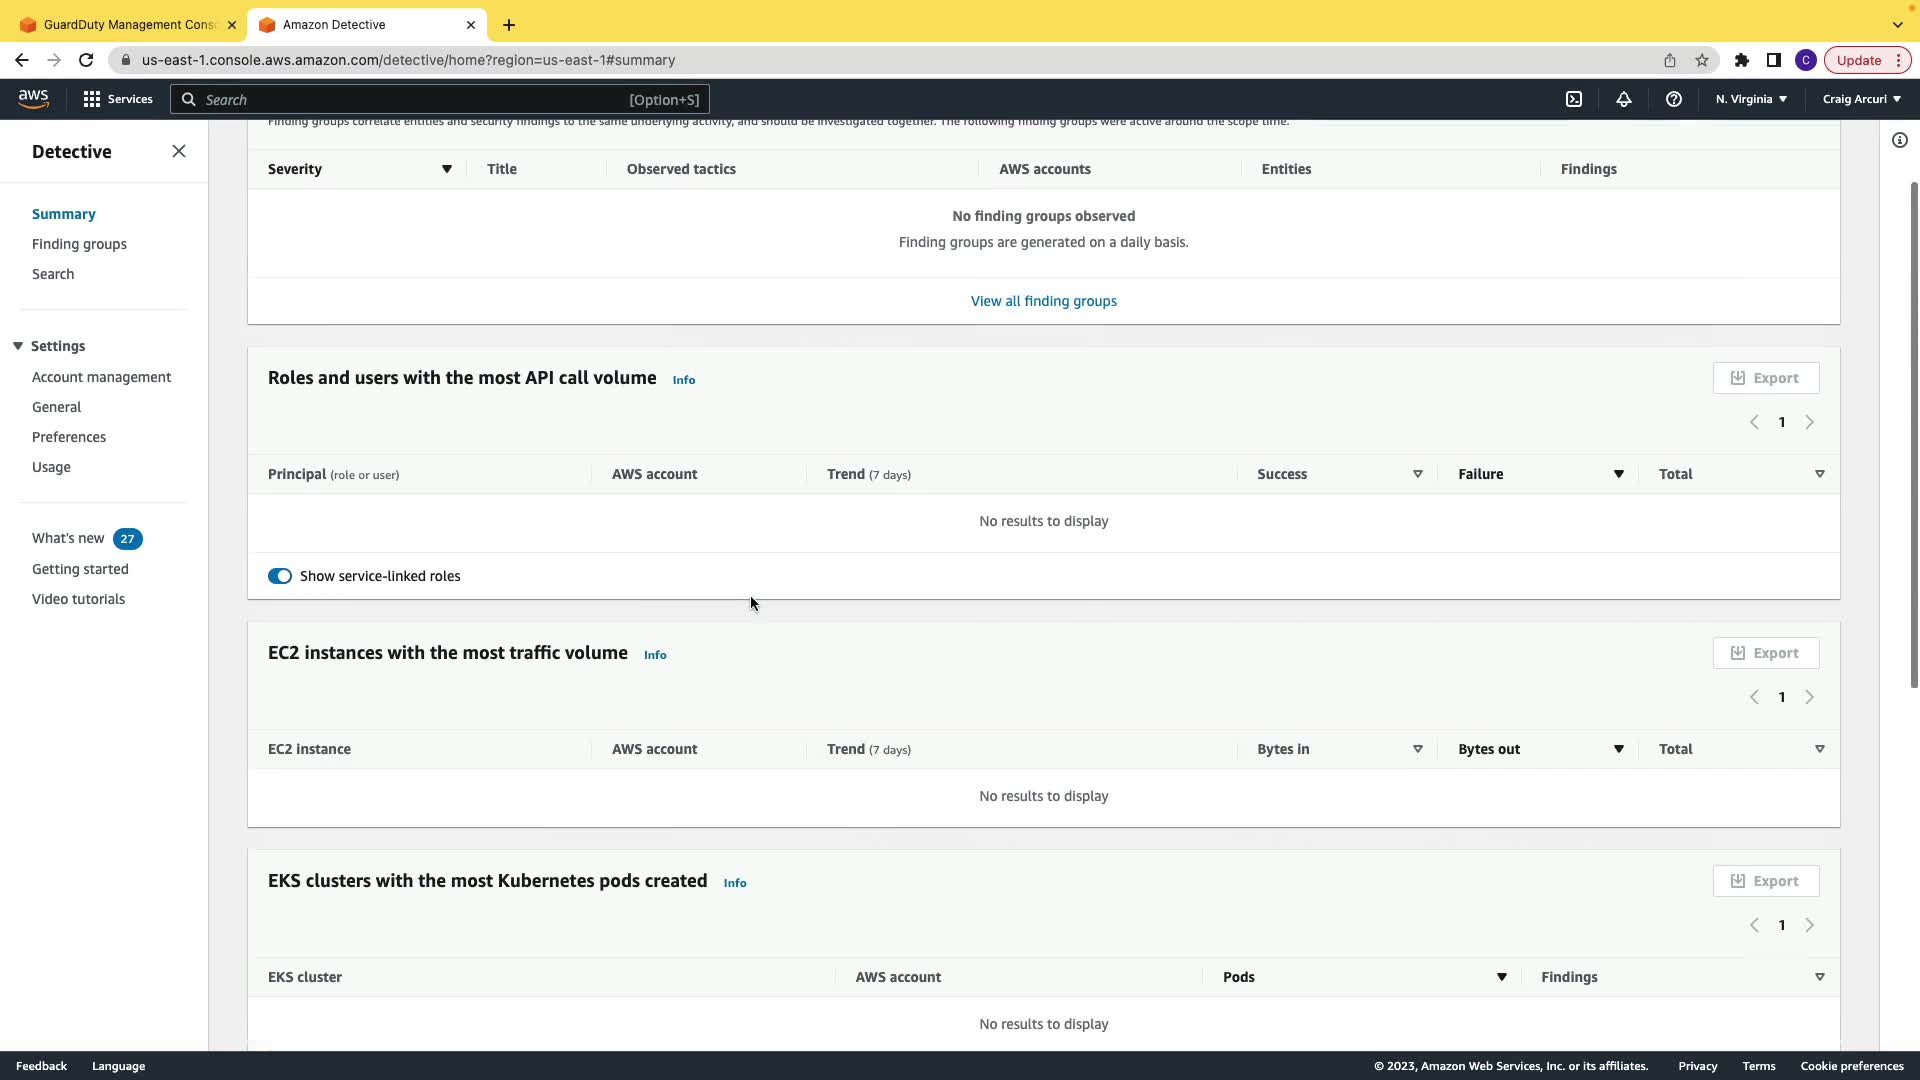 GuardDuty Management Cons
Amazon Detective
us-east-1.console.aws.amazon.com/detective/home?region=us-east-1#summary
C
Update
aws
Services
Search
[Option+S]
N. Virginia
Craig Arcuri
Detective
Summary
Finding groups
Search
Settings
Account management
General
Preferences
Usage
What's new 27
Getting started
Video tutorials
Finding groups correlate entities and security findings to the same underlying activity, and should be investigated together. The following finding groups were active around the scope time.
Severity Title Observed tactics AWS accounts Entities Findings
No finding groups observed
Finding groups are generated on a daily basis.
View all finding groups
Roles and users with the most API call volume Info
Export
1
Principal (role or user) AWS account Trend (7 days) Success Failure Total
No results to display
Show service-linked roles
EC2 instances with the most traffic volume Info
Export
1
EC2 instance AWS account Trend (7 days) Bytes in Bytes out Total
No results to display
EKS clusters with the most Kubernetes pods created Info
Export
1
EKS cluster AWS account Pods Findings
No results to display
Feedback Language
© 2023, Amazon Web Services, Inc. or its affiliates. Privacy Terms Cookie preferences